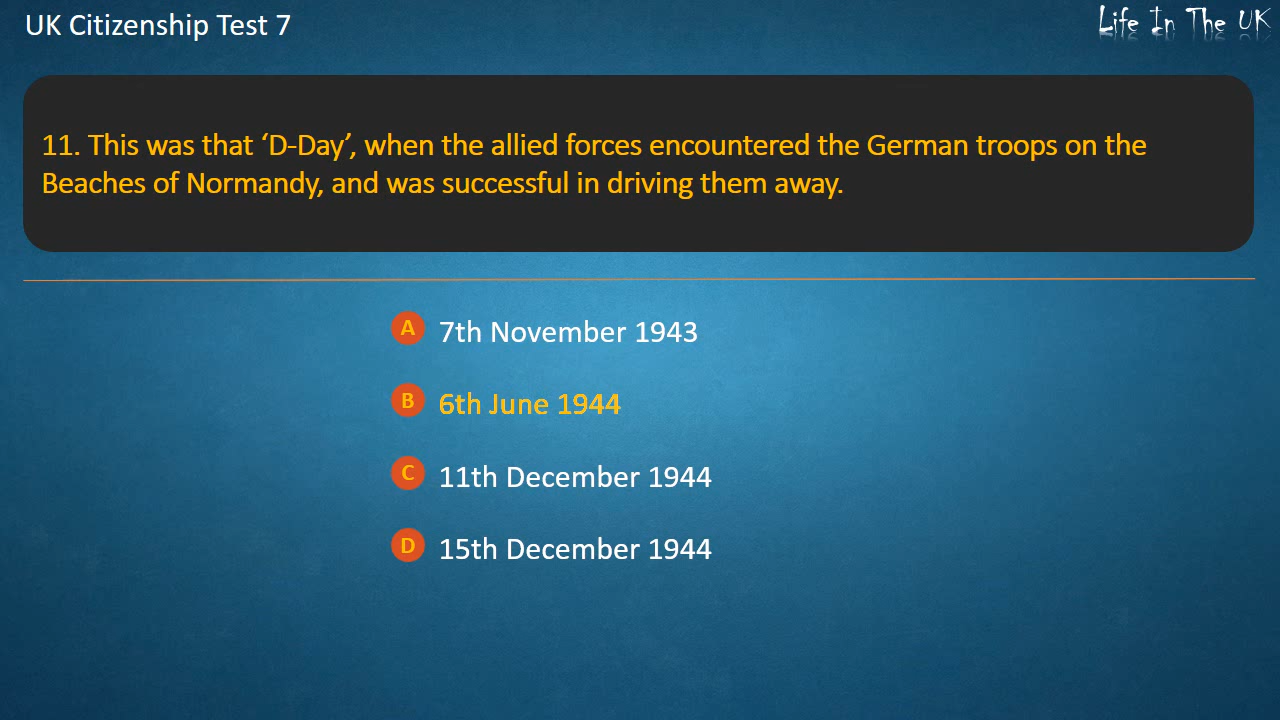 UK Citizenship Test 7
Life In The UK
11. This was that ‘D-Day’, when the allied forces encountered the German troops on the
Beaches of Normandy, and was successful in driving them away.
A 7th November 1943
B 6th June 1944
C 11th December 1944
D 15th December 1944